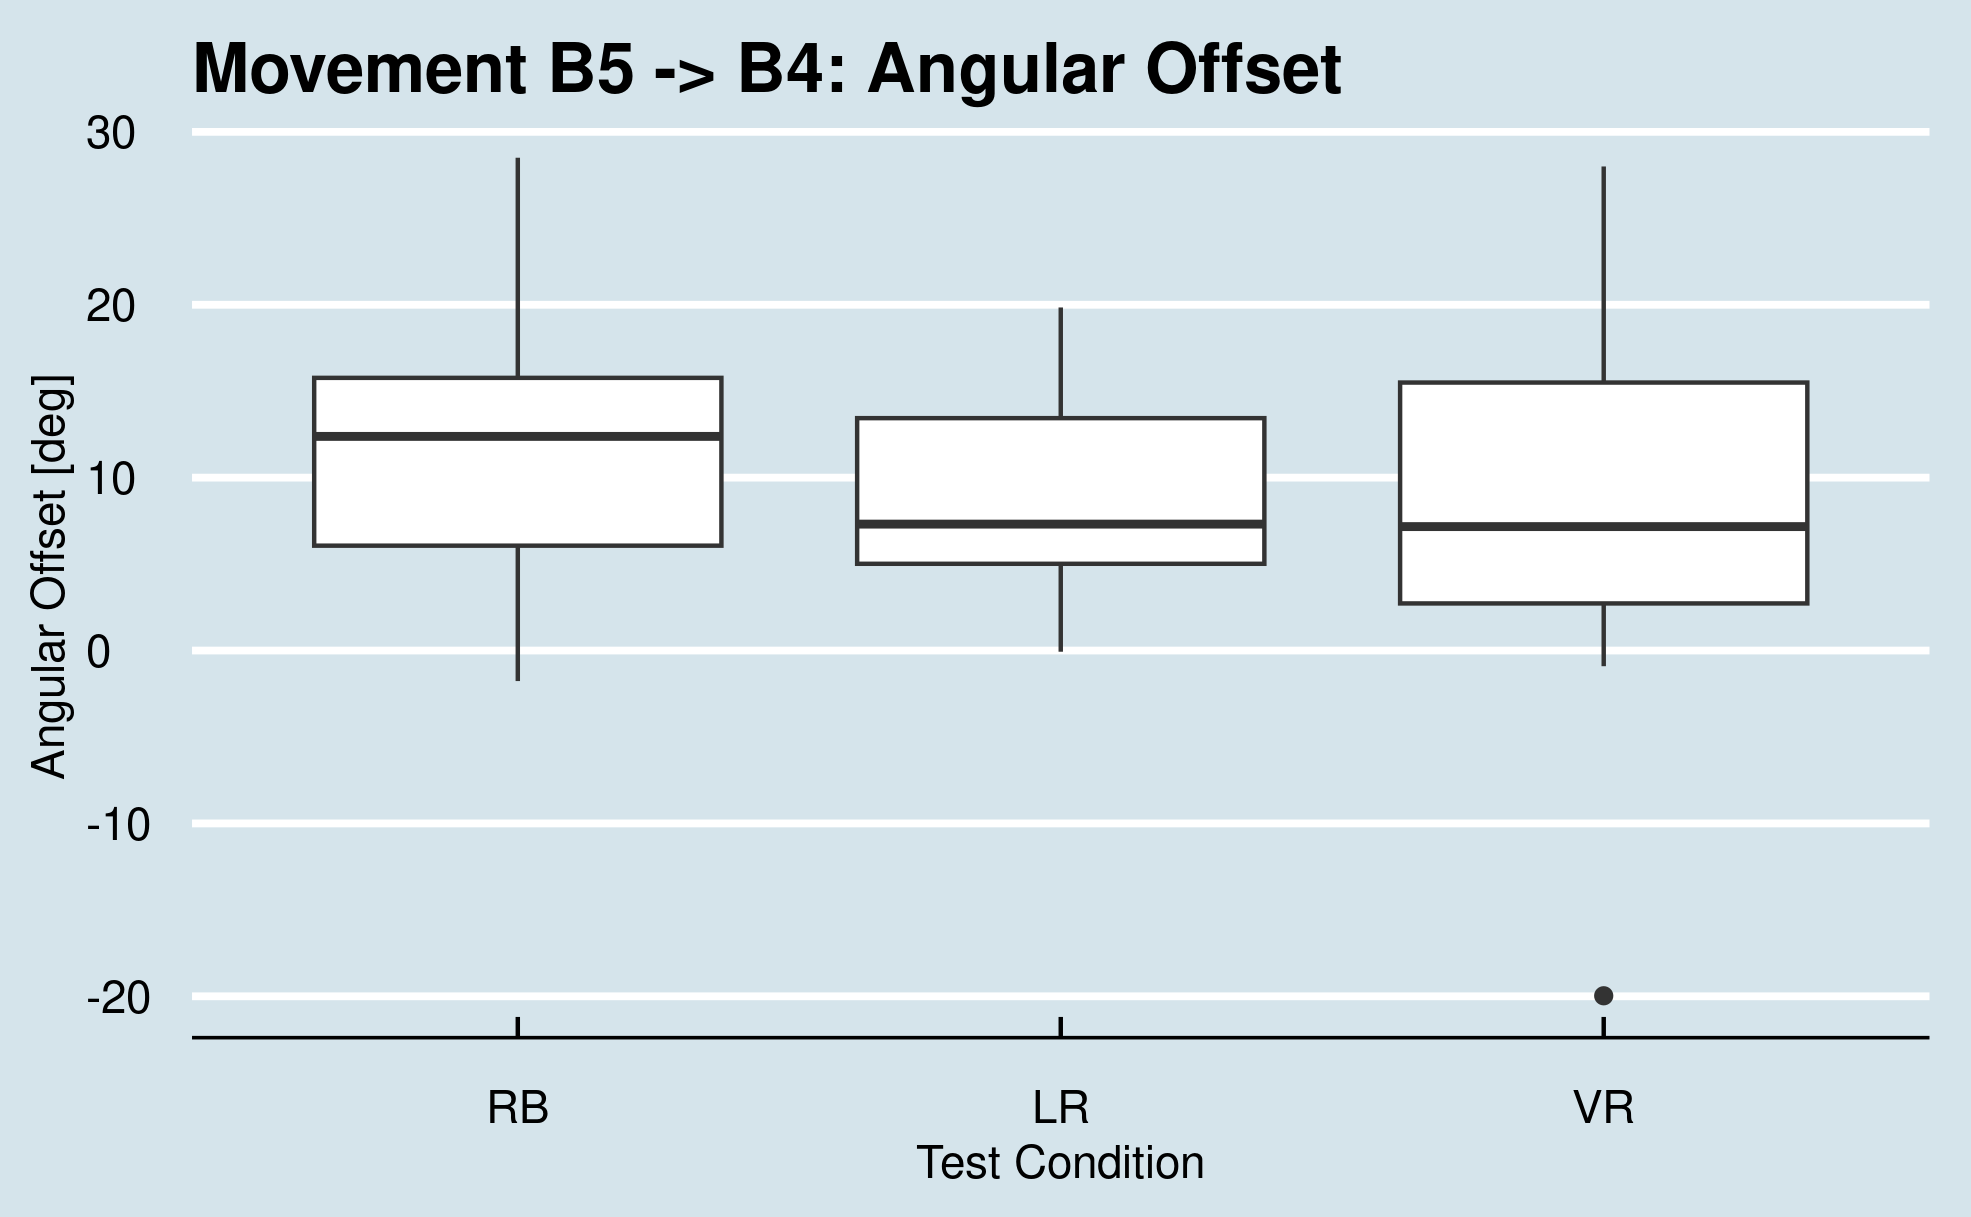 Movement B5 -> B4: Angular Offset
Angular Offset [deg]
30
20
10
0
-10
-20
RB LR VR
Test Condition